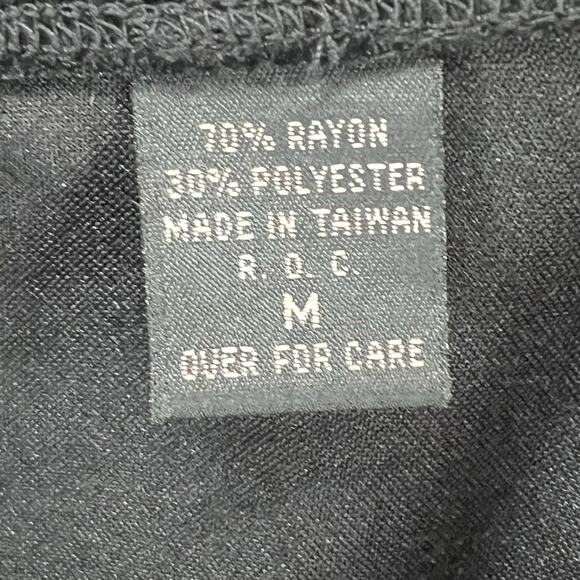 70% RAYON
30% POLYESTER
MADE IN TAIWAN
R. O. C.
M
OVER FOR CARE